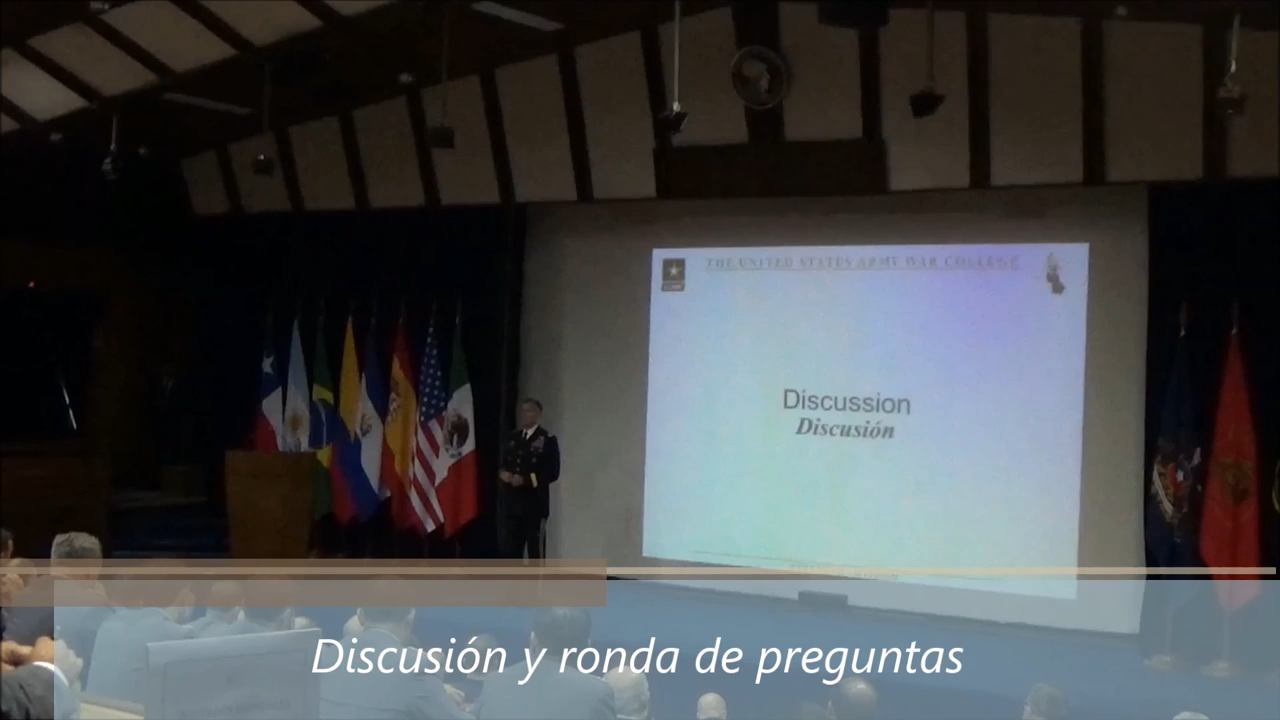 THE UNITED STATES ARMY WAR COLLEGE
Discussion
Discusión
Discusión y ronda de preguntas